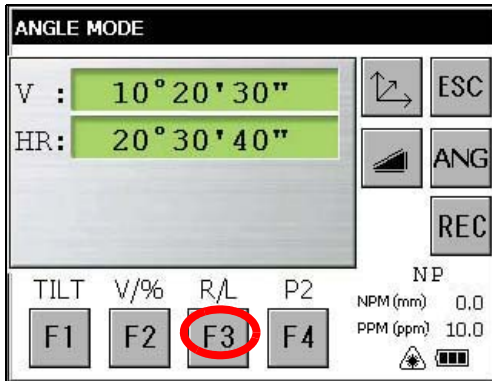 ANGLE MODE
V : 10°20'30"
HR: 20°30'40"
ESC
ANG
REC
TILT V/% R/L P2
F1 F2 F3 F4
NP
NPM (mm) 0.0
PPM (ppm) 10.0